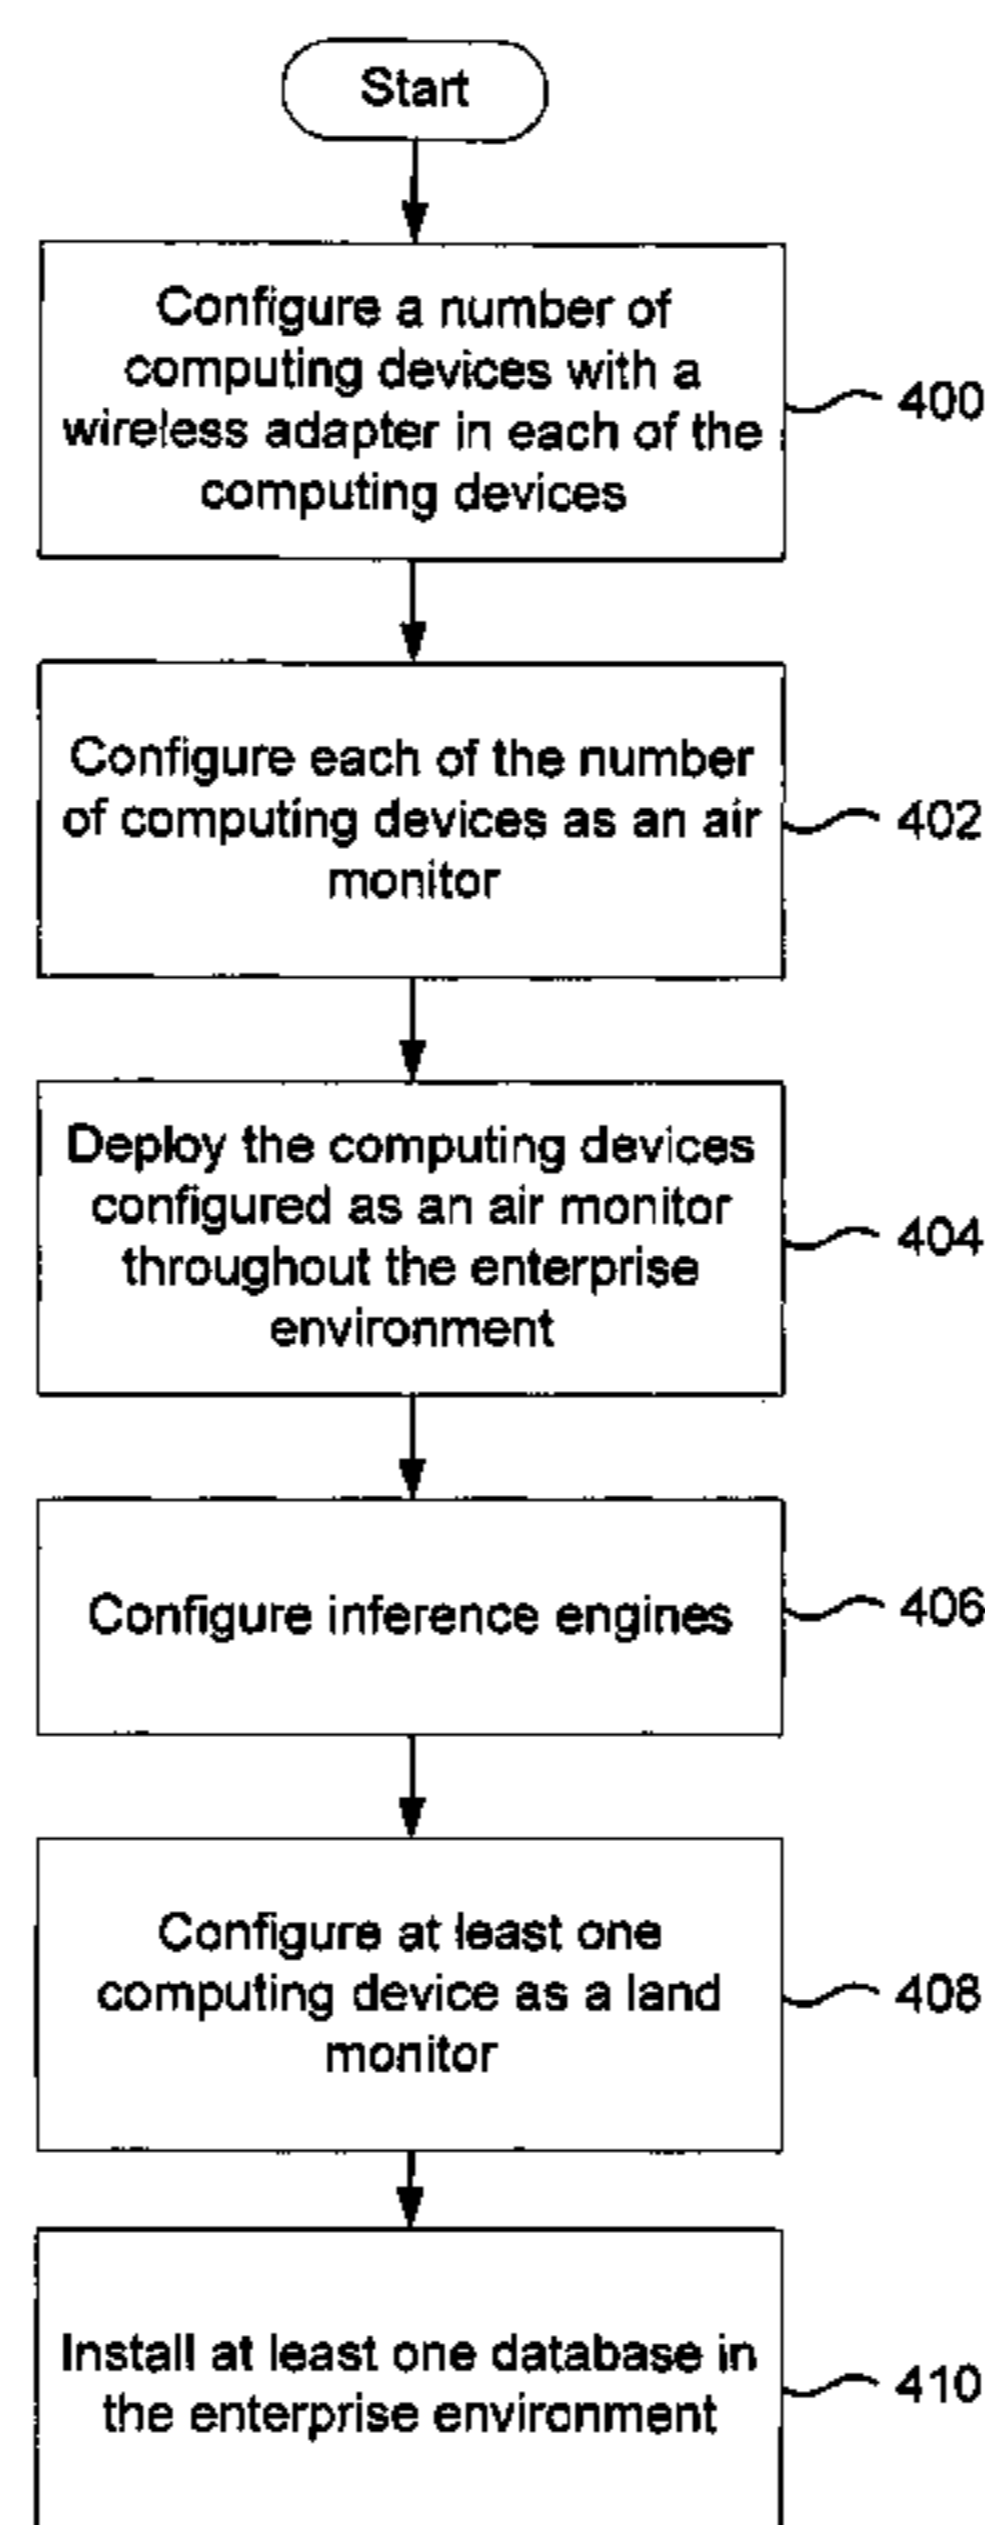 Start
Configure a number of
computing devices with a
wireless adapter in each of the
computing devices
400
Configure each of the number
of computing devices as an air
monitor
402
Deploy the computing devices
configured as an air monitor
throughout the enterprise
environment
404
Configure inference engines
406
Configure at least one
computing device as a land
monitor
408
Install at least one database in
the enterprise environment
410